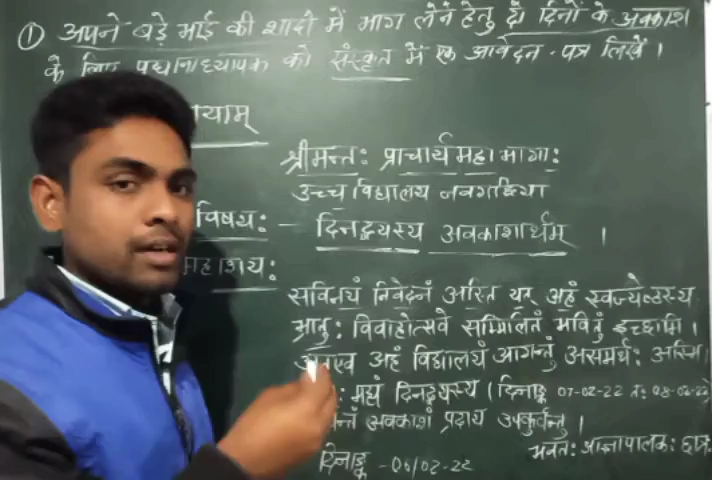 ① अपने बड़े भाई की शादी में भाग लेने हेतु दो दिनों के अवकाश
के लिए प्रधानाध्यापक को संस्कृत में एक आवेदन-पत्र लिखें ।
याम्
श्रीमन्तः प्राचार्य महाभागाः
उच्च विद्यालय नवगढ़िया
विषयः - दिनद्वयस्य अवकाशार्थम् ।
महाशयः
सविनयं निवेदनं अस्ति यत् अहं स्वज्येष्ठस्य
भ्रातुः विवाहोत्सवे सम्मिलितं भवितुं इच्छामि ।
अतएव अहं विद्यालयं आगन्तुं असमर्थः अस्मि ।
: मह्यं दिनद्वयस्य (दिनाङ्क 07-02-22 तः 08-02-22)
न्तं अवकाशं प्रदाय उपकुर्वन्तु ।
दिनाङ्क - 06/02-22
भवतः आज्ञापालकः छात्रः